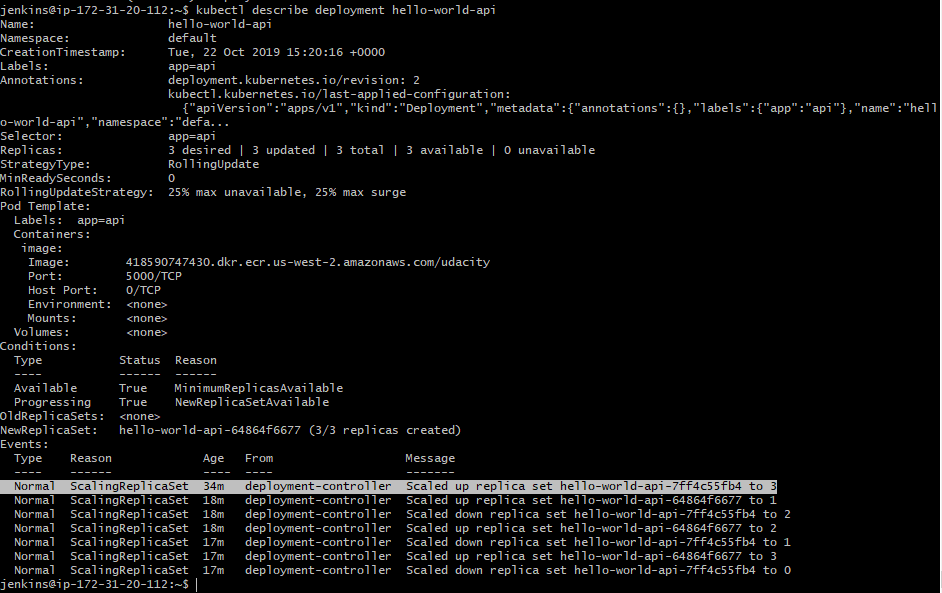 jenkins@ip-172-31-20-112:~$ kubectl describe deployment hello-world-api
Name:                   hello-world-api
Namespace:              default
CreationTimestamp:      Tue, 22 Oct 2019 15:20:16 +0000
Labels:                 app=api
Annotations:            deployment.kubernetes.io/revision: 2
                        kubectl.kubernetes.io/last-applied-configuration:
                          {"apiVersion":"apps/v1","kind":"Deployment","metadata":{"annotations":{},"labels":{"app":"api"},"name":"hell
o-world-api","namespace":"defa...
Selector:               app=api
Replicas:               3 desired | 3 updated | 3 total | 3 available | 0 unavailable
StrategyType:           RollingUpdate
MinReadySeconds:        0
RollingUpdateStrategy:  25% max unavailable, 25% max surge
Pod Template:
  Labels:  app=api
  Containers:
   image:
    Image:        418590747430.dkr.ecr.us-west-2.amazonaws.com/udacity
    Port:         5000/TCP
    Host Port:    0/TCP
    Environment:  <none>
    Mounts:       <none>
  Volumes:        <none>
Conditions:
  Type           Status  Reason
  ----           ------  ------
  Available      True    MinimumReplicasAvailable
  Progressing    True    NewReplicaSetAvailable
OldReplicaSets:  <none>
NewReplicaSet:   hello-world-api-64864f6677 (3/3 replicas created)
Events:
  Type    Reason             Age   From                   Message
  ----    ------             ----  ----                   -------
  Normal  ScalingReplicaSet  34m   deployment-controller  Scaled up replica set hello-world-api-7ff4c55fb4 to 3
  Normal  ScalingReplicaSet  18m   deployment-controller  Scaled up replica set hello-world-api-64864f6677 to 1
  Normal  ScalingReplicaSet  18m   deployment-controller  Scaled down replica set hello-world-api-7ff4c55fb4 to 2
  Normal  ScalingReplicaSet  18m   deployment-controller  Scaled up replica set hello-world-api-64864f6677 to 2
  Normal  ScalingReplicaSet  17m   deployment-controller  Scaled down replica set hello-world-api-7ff4c55fb4 to 1
  Normal  ScalingReplicaSet  17m   deployment-controller  Scaled up replica set hello-world-api-64864f6677 to 3
  Normal  ScalingReplicaSet  17m   deployment-controller  Scaled down replica set hello-world-api-7ff4c55fb4 to 0
jenkins@ip-172-31-20-112:~$